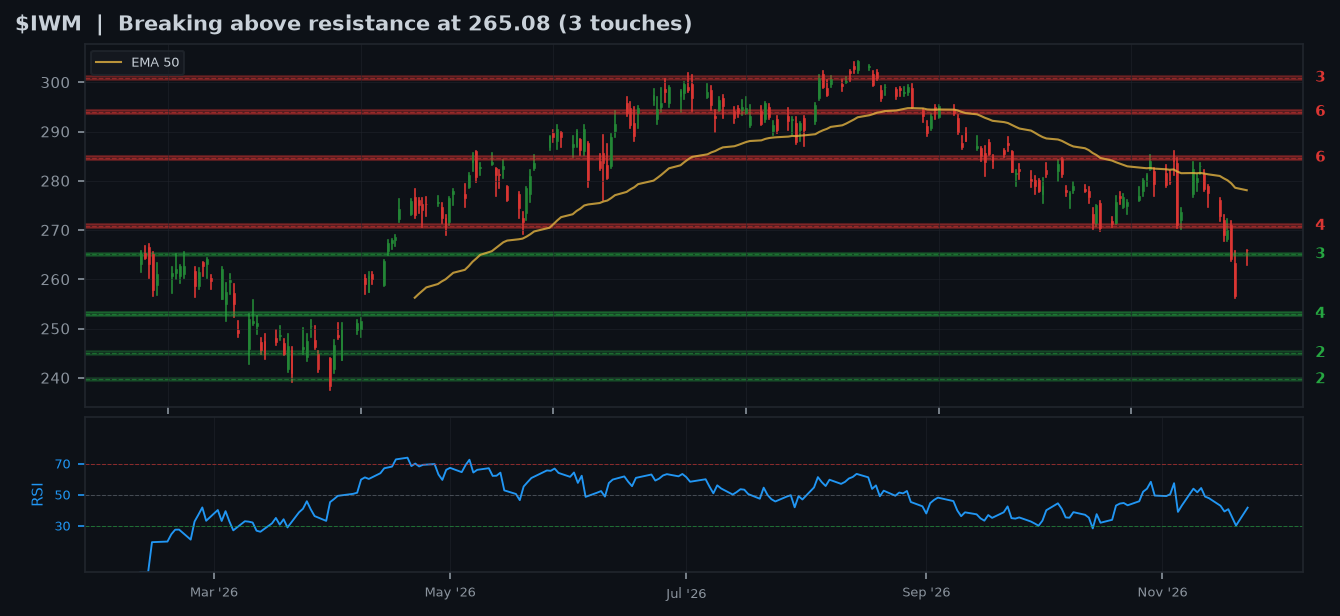 $IWM | Breaking above resistance at 265.08 (3 touches)
EMA 50
300
290
280
270
260
250
240
3
6
6
4
3
4
2
2
RSI
70
50
30
Mar '26
May '26
Jul '26
Sep '26
Nov '26